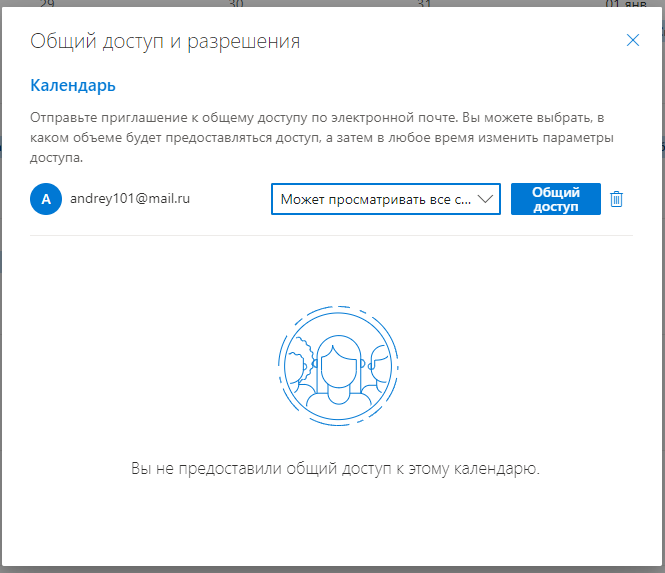 29 30 31 01 янв
Общий доступ и разрешения
Календарь
Отправьте приглашение к общему доступу по электронной почте. Вы можете выбрать, в
каком объеме будет предоставляться доступ, а затем в любое время изменить параметры
доступа.
А andrey101@mail.ru Может просматривать все с... Общий
доступ
Вы не предоставили общий доступ к этому календарю.